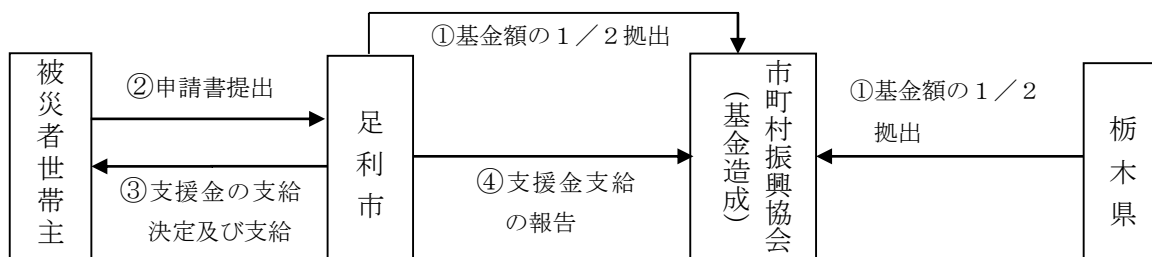 ①基金額の１／２拠出
被災者世帯主
②申請書提出
③支援金の支給
決定及び支給
足利市
④支援金支給
の報告
市町村振興協会
（基金造成）
①基金額の１／２
拠出
栃木県